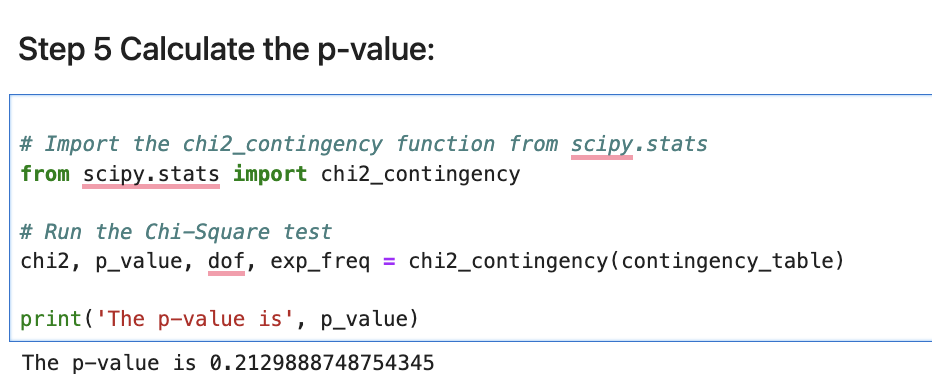 Step 5 Calculate the p-value:
# Import the chi2_contingency function from scipy.stats
from scipy.stats import chi2_contingency
# Run the Chi-Square test
chi2, p_value, dof, exp_freq = chi2_contingency(contingency_table)
print('The p-value is', p_value)
The p-value is 0.2129888748754345